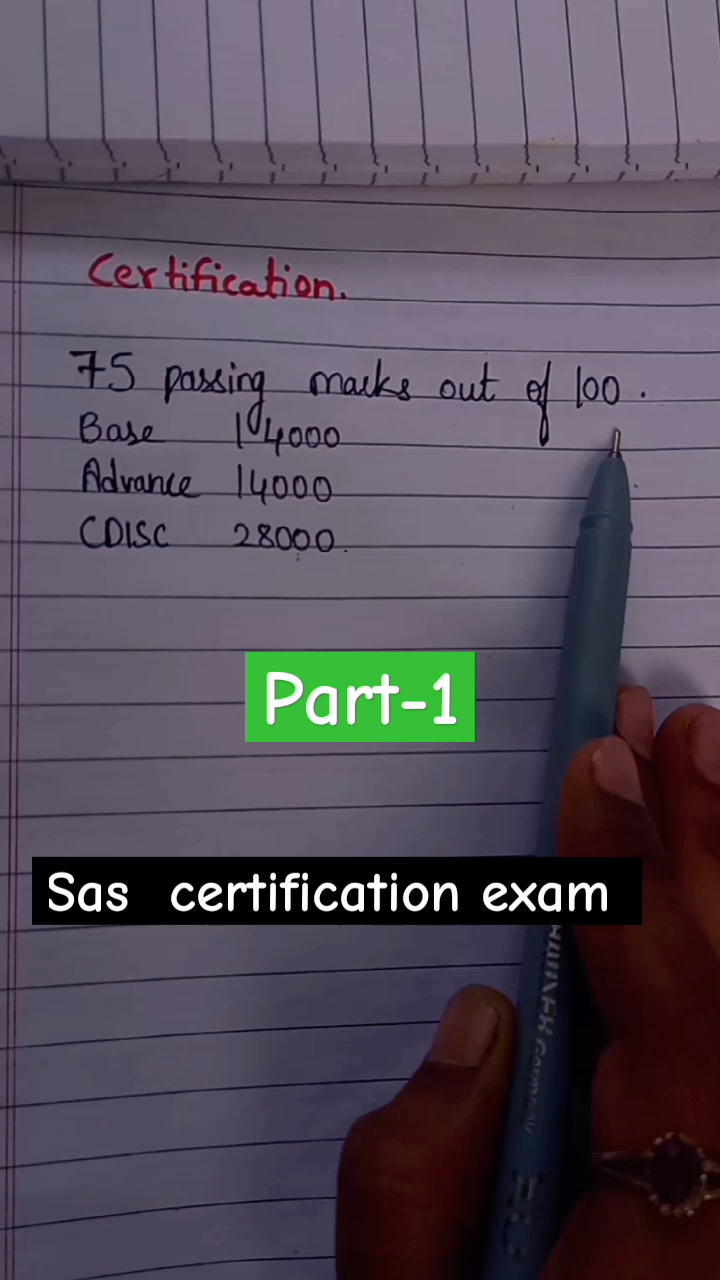 Certification.
75 passing marks out of 100.
Base 14000
Advance 14000
CDISC 28000.
Part-1
Sas certification exam